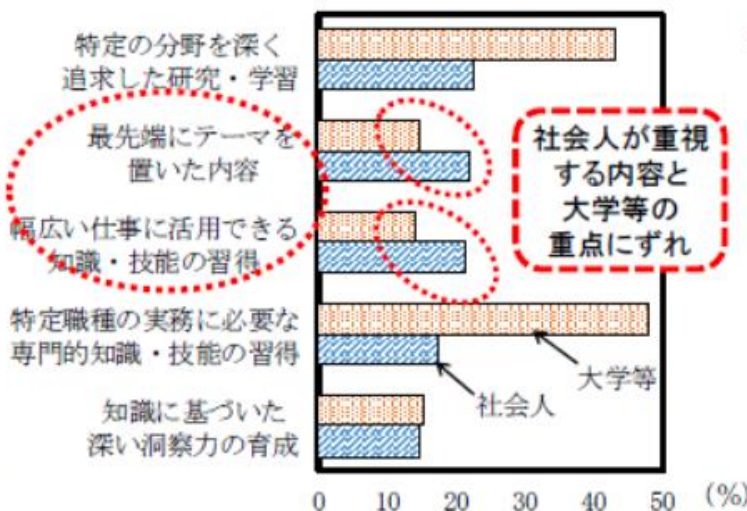 特定の分野を深く
追求した研究・学習
最先端にテーマを
置いた内容
幅広い仕事に活用できる
知識・技能の習得
特定職種の実務に必要な
専門的知識・技能の習得
知識に基づいた
深い洞察力の育成
社会人が重視
する内容と
大学等の
重点にずれ
大学等
社会人
0 10 20 30 40 50 (%)